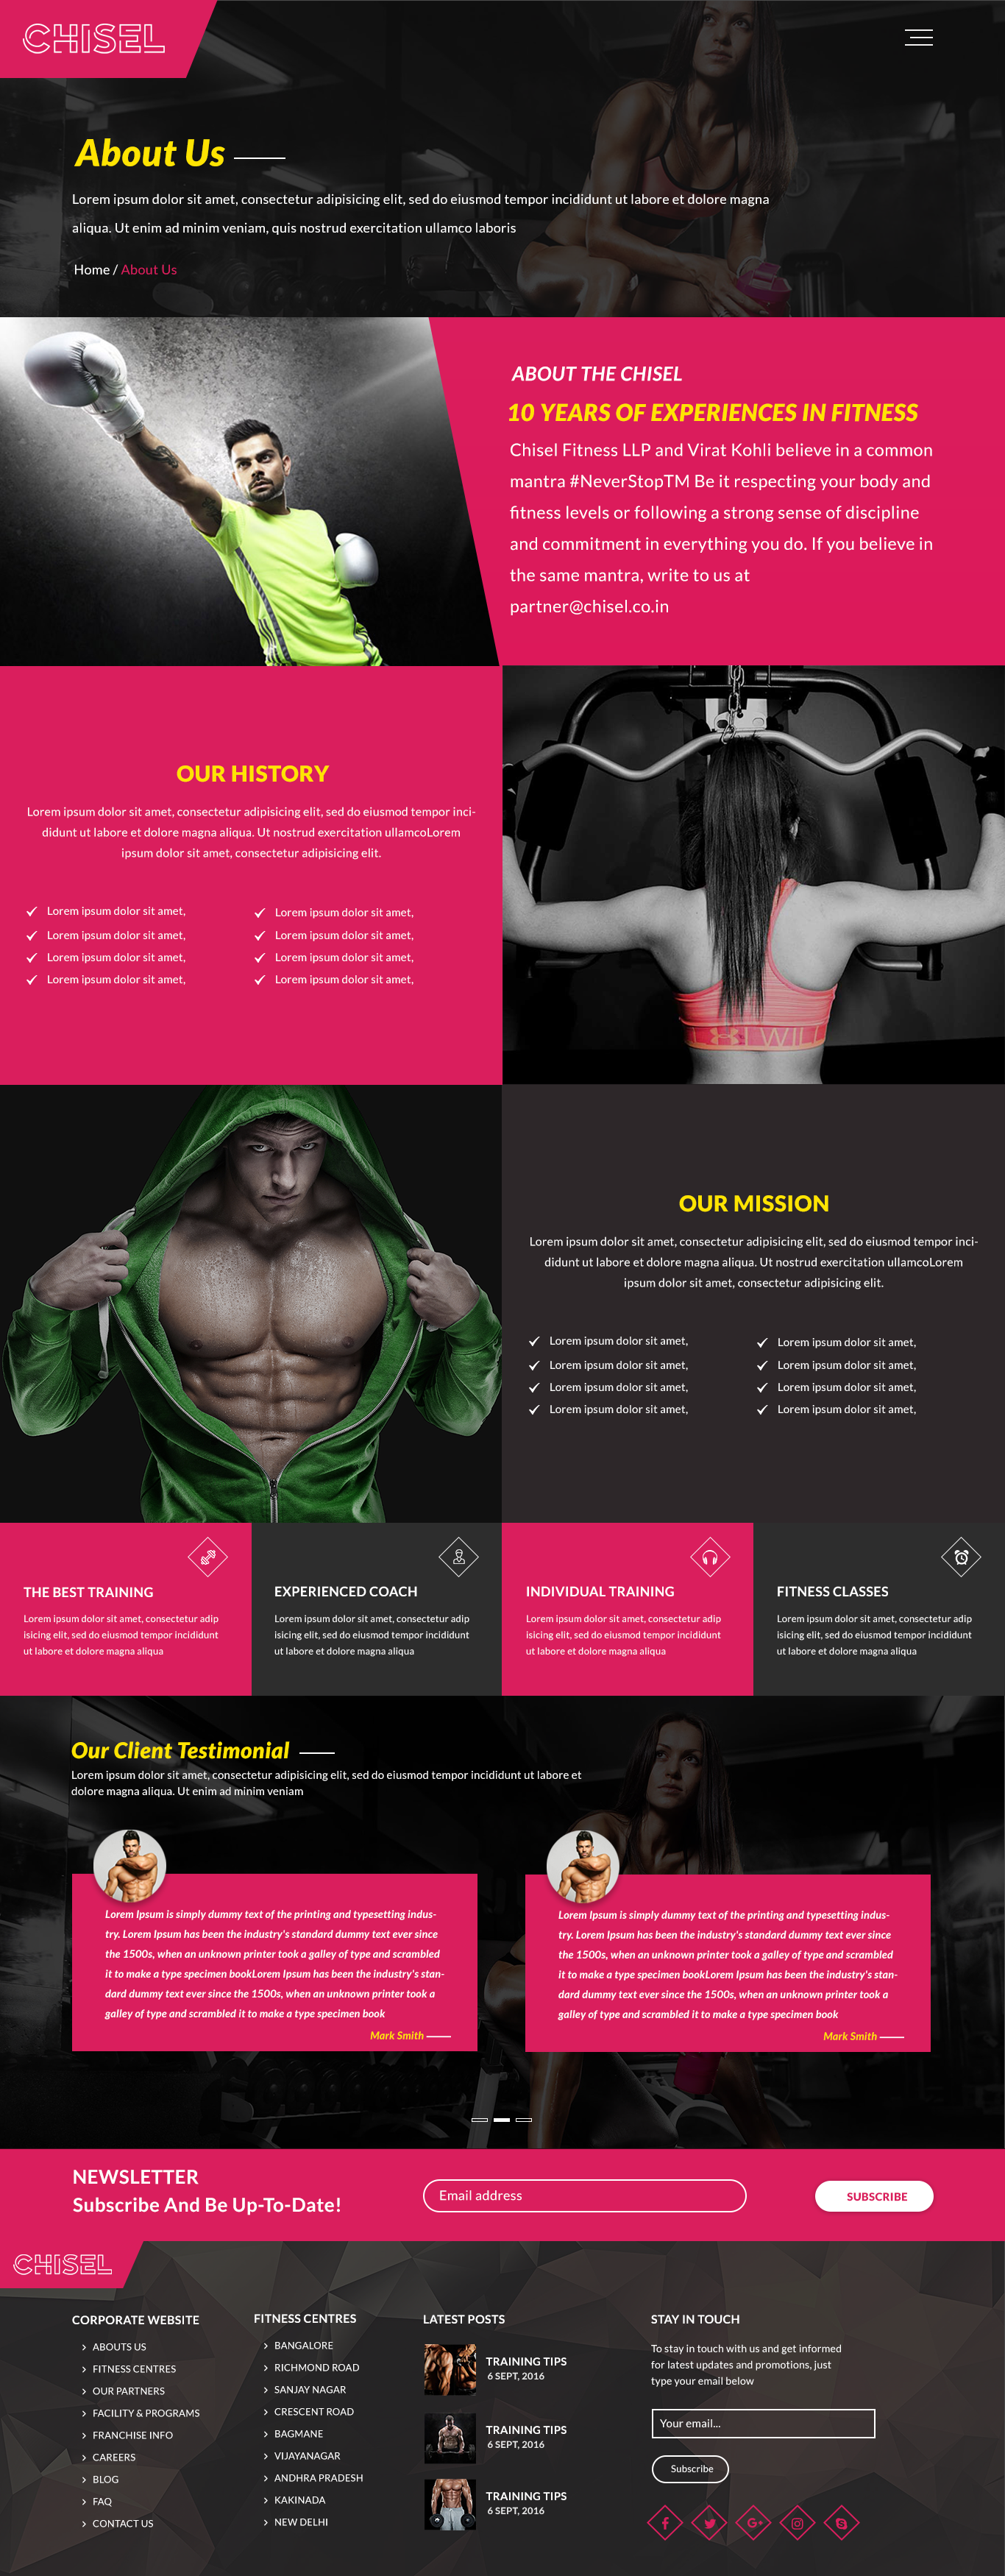 CHISEL
About Us
Lorem ipsum dolor sit amet, consectetur adipisicing elit, sed do eiusmod tempor incididunt ut labore et dolore magna
aliqua. Ut enim ad minim veniam, quis nostrud exercitation ullamco laboris
Home / About Us
ABOUT THE CHISEL
10 YEARS OF EXPERIENCES IN FITNESS
Chisel Fitness LLP and Virat Kohli believe in a common
mantra #NeverStopTM Be it respecting your body and
fitness levels or following a strong sense of discipline
and commitment in everything you do. If you believe in
the same mantra, write to us at
partner@chisel.co.in
OUR HISTORY
Lorem ipsum dolor sit amet, consectetur adipisicing elit, sed do eiusmod tempor inci-
didunt ut labore et dolore magna aliqua. Ut nostrud exercitation ullamcoLorem
ipsum dolor sit amet, consectetur adipisicing elit.
Lorem ipsum dolor sit amet,
Lorem ipsum dolor sit amet,
Lorem ipsum dolor sit amet,
Lorem ipsum dolor sit amet,
Lorem ipsum dolor sit amet,
Lorem ipsum dolor sit amet,
Lorem ipsum dolor sit amet,
Lorem ipsum dolor sit amet,
I WILL
OUR MISSION
Lorem ipsum dolor sit amet, consectetur adipisicing elit, sed do eiusmod tempor inci-
didunt ut labore et dolore magna aliqua. Ut nostrud exercitation ullamcoLorem
ipsum dolor sit amet, consectetur adipisicing elit.
Lorem ipsum dolor sit amet,
Lorem ipsum dolor sit amet,
Lorem ipsum dolor sit amet,
Lorem ipsum dolor sit amet,
Lorem ipsum dolor sit amet,
Lorem ipsum dolor sit amet,
Lorem ipsum dolor sit amet,
Lorem ipsum dolor sit amet,
THE BEST TRAINING
Lorem ipsum dolor sit amet, consectetur adip
isicing elit, sed do eiusmod tempor incididunt
ut labore et dolore magna aliqua
EXPERIENCED COACH
Lorem ipsum dolor sit amet, consectetur adip
isicing elit, sed do eiusmod tempor incididunt
ut labore et dolore magna aliqua
INDIVIDUAL TRAINING
Lorem ipsum dolor sit amet, consectetur adip
isicing elit, sed do eiusmod tempor incididunt
ut labore et dolore magna aliqua
FITNESS CLASSES
Lorem ipsum dolor sit amet, consectetur adip
isicing elit, sed do eiusmod tempor incididunt
ut labore et dolore magna aliqua
Our Client Testimonial
Lorem ipsum dolor sit amet, consectetur adipisicing elit, sed do eiusmod tempor incididunt ut labore et
dolore magna aliqua. Ut enim ad minim veniam
Lorem Ipsum is simply dummy text of the printing and typesetting indus-
try. Lorem Ipsum has been the industry's standard dummy text ever since
the 1500s, when an unknown printer took a galley of type and scrambled
it to make a type specimen bookLorem Ipsum has been the industry's stan-
dard dummy text ever since the 1500s, when an unknown printer took a
galley of type and scrambled it to make a type specimen book
Mark Smith
Lorem Ipsum is simply dummy text of the printing and typesetting indus-
try. Lorem Ipsum has been the industry's standard dummy text ever since
the 1500s, when an unknown printer took a galley of type and scrambled
it to make a type specimen bookLorem Ipsum has been the industry's stan-
dard dummy text ever since the 1500s, when an unknown printer took a
galley of type and scrambled it to make a type specimen book
Mark Smith
NEWSLETTER
Subscribe And Be Up-To-Date!
Email address
SUBSCRIBE
CHISEL
CORPORATE WEBSITE
ABOUTS US
FITNESS CENTRES
OUR PARTNERS
FACILITY & PROGRAMS
FRANCHISE INFO
CAREERS
BLOG
FAQ
CONTACT US
FITNESS CENTRES
BANGALORE
RICHMOND ROAD
SANJAY NAGAR
CRESCENT ROAD
BAGMANE
VIJAYANAGAR
ANDHRA PRADESH
KAKINADA
NEW DELHI
LATEST POSTS
TRAINING TIPS
6 SEPT, 2016
TRAINING TIPS
6 SEPT, 2016
TRAINING TIPS
6 SEPT, 2016
STAY IN TOUCH
To stay in touch with us and get informed
for latest updates and promotions, just
type your email below
Your email...
Subscribe